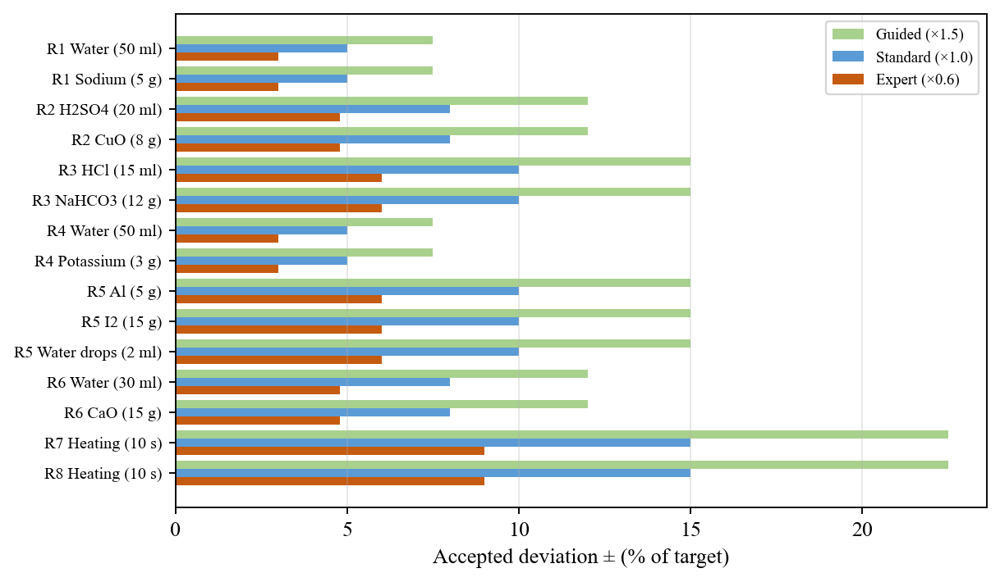 Guided (×1.5)
Standard (×1.0)
Expert (×0.6)
R1 Water (50 ml)
R1 Sodium (5 g)
R2 H2SO4 (20 ml)
R2 CuO (8 g)
R3 HCl (15 ml)
R3 NaHCO3 (12 g)
R4 Water (50 ml)
R4 Potassium (3 g)
R5 Al (5 g)
R5 I2 (15 g)
R5 Water drops (2 ml)
R6 Water (30 ml)
R6 CaO (15 g)
R7 Heating (10 s)
R8 Heating (10 s)
0 5 10 15 20
Accepted deviation ± (% of target)